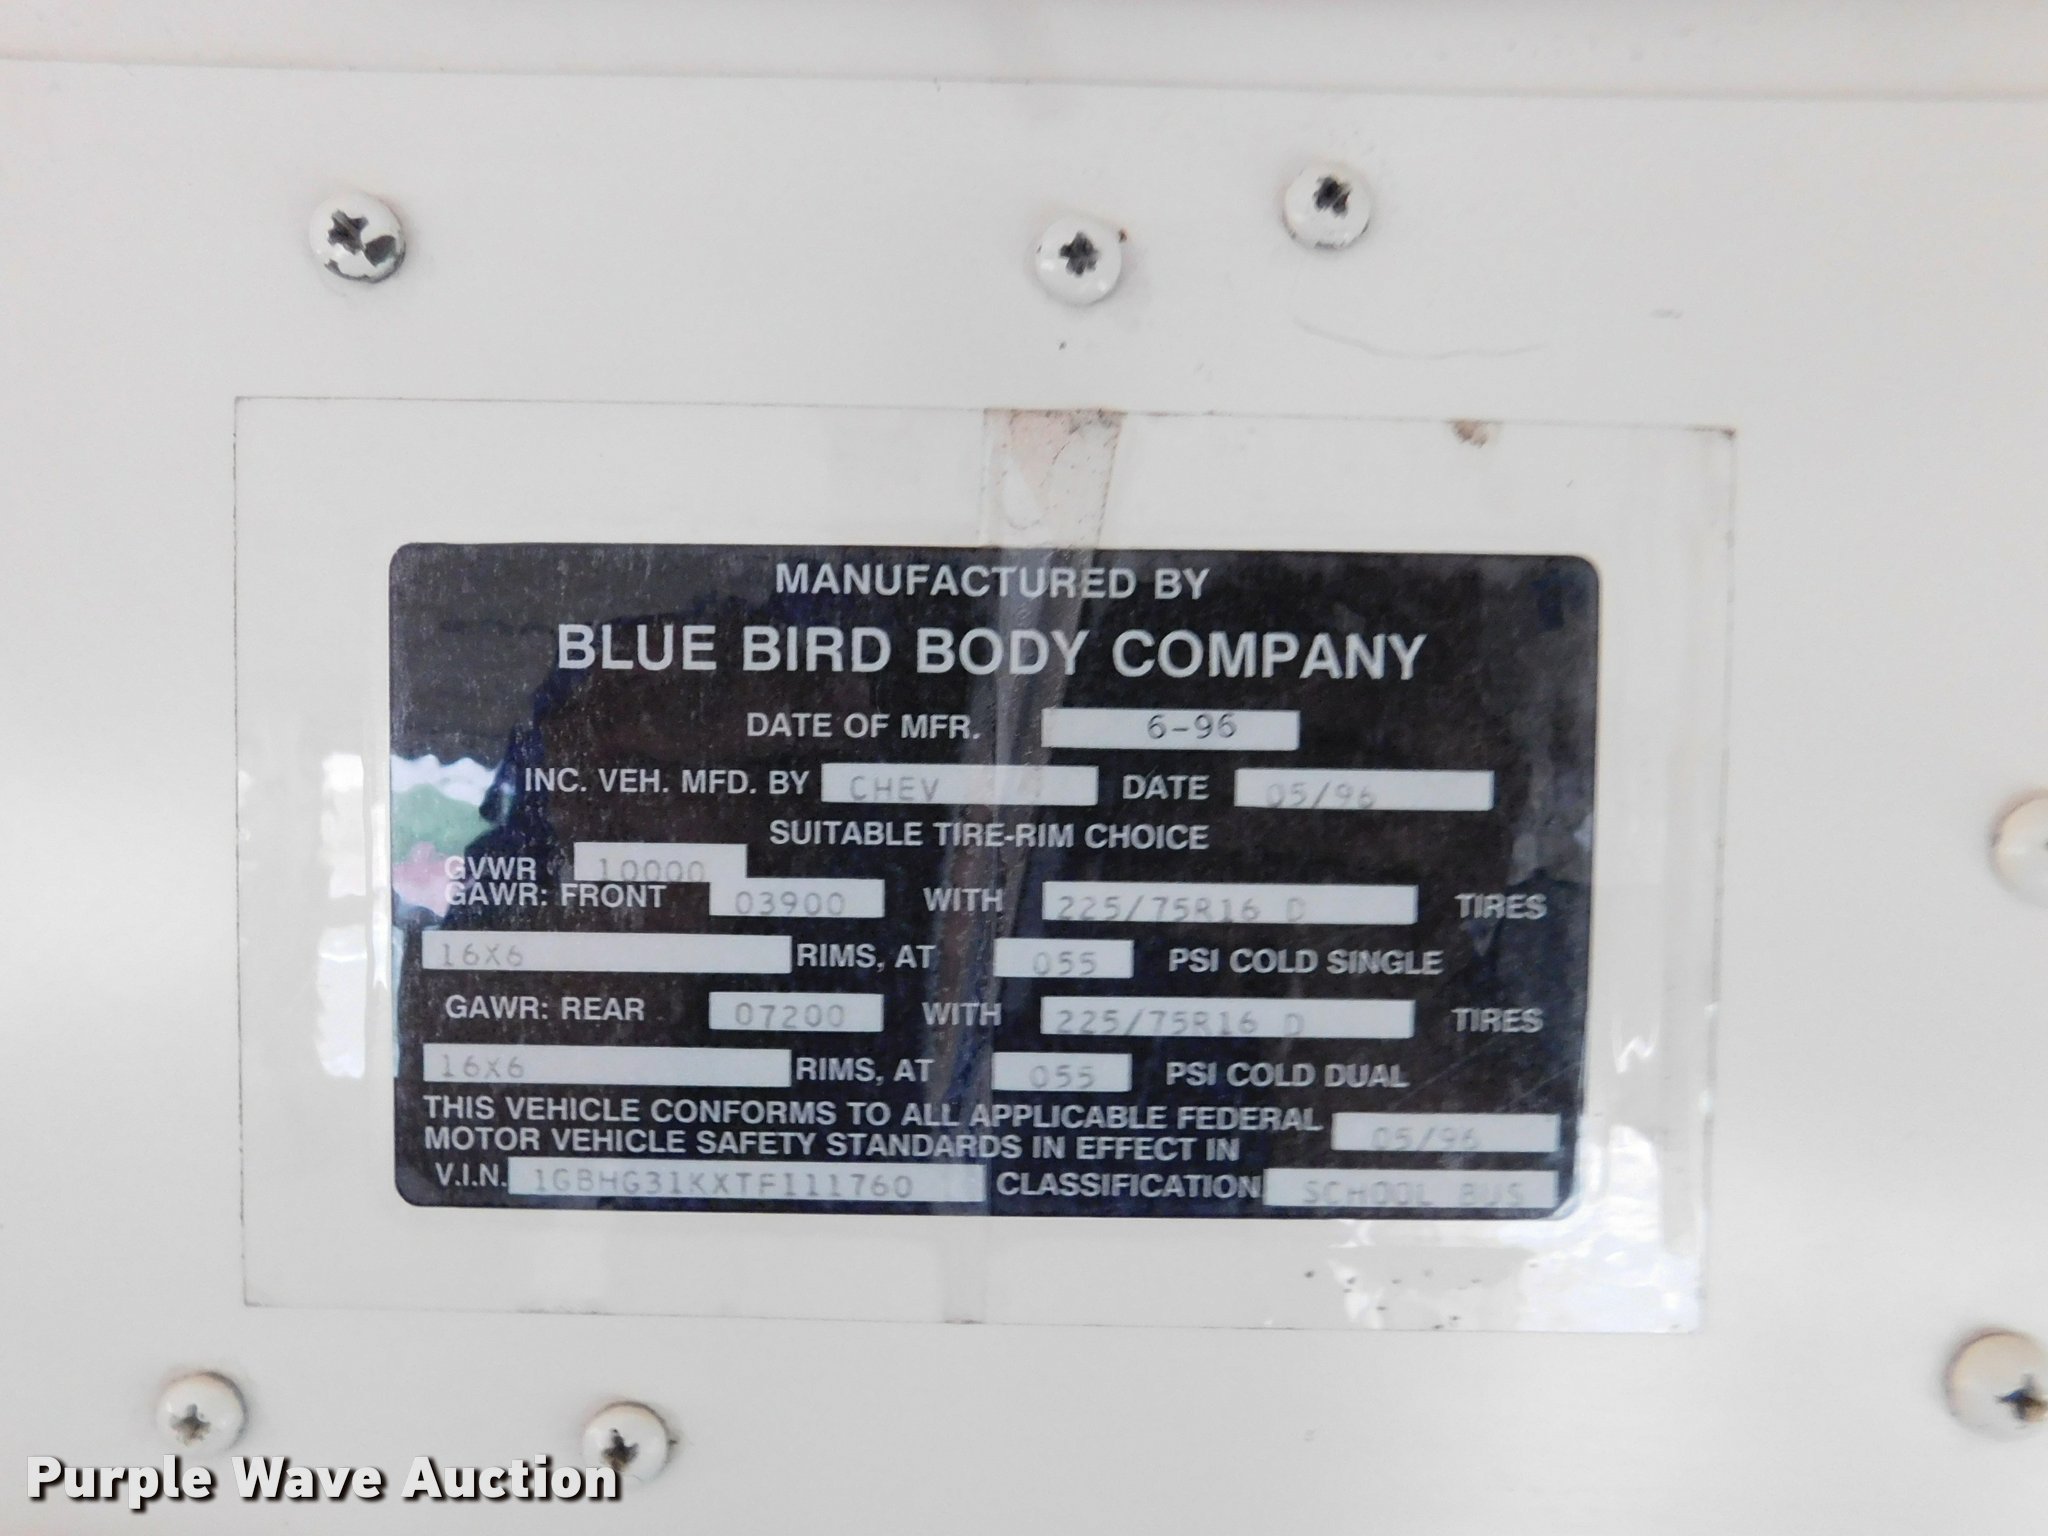 MANUFACTURED BY
BLUE BIRD BODY COMPANY
DATE OF MFR. 6-96
INC. VEH. MFD. BY CHEV DATE 05/96
SUITABLE TIRE-RIM CHOICE
GVWR 10000
GAWR: FRONT 03900 WITH 225/75R16 D TIRES
16X6 RIMS, AT 055 PSI COLD SINGLE
GAWR: REAR 07200 WITH 225/75R16 D TIRES
16X6 RIMS, AT 055 PSI COLD DUAL
THIS VEHICLE CONFORMS TO ALL APPLICABLE FEDERAL
MOTOR VEHICLE SAFETY STANDARDS IN EFFECT IN 05/96
V.I.N. 1GBHG31KXTF111760 CLASSIFICATION SCHOOL BUS
Purple Wave Auction